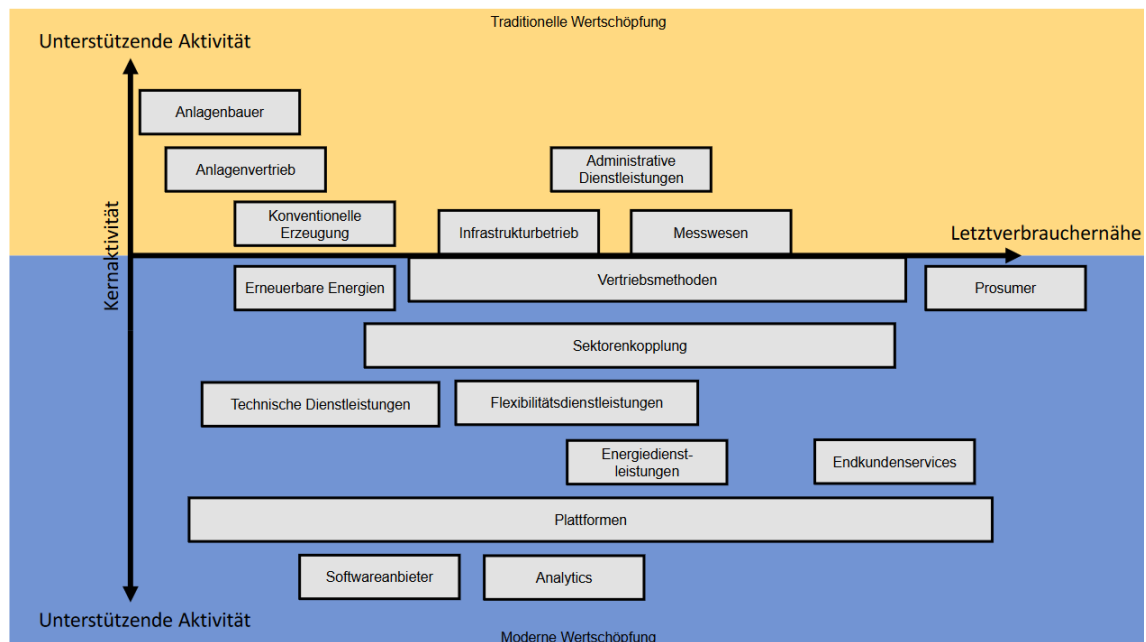 Traditionelle Wertschöpfung
Unterstützende Aktivität
Anlagenbauer
Anlagenvertrieb
Administrative
Dienstleistungen
Konventionelle
Erzeugung
Infrastrukturbetrieb
Messwesen
Letztverbrauchernähe
Kernaktivität
Erneuerbare Energien
Vertriebsmethoden
Prosumer
Sektorenkopplung
Technische Dienstleistungen
Flexibilitätsdienstleistungen
Energiedienst-
leistungen
Endkundenservices
Plattformen
Softwareanbieter
Analytics
Unterstützende Aktivität
Moderne Wertschöpfung